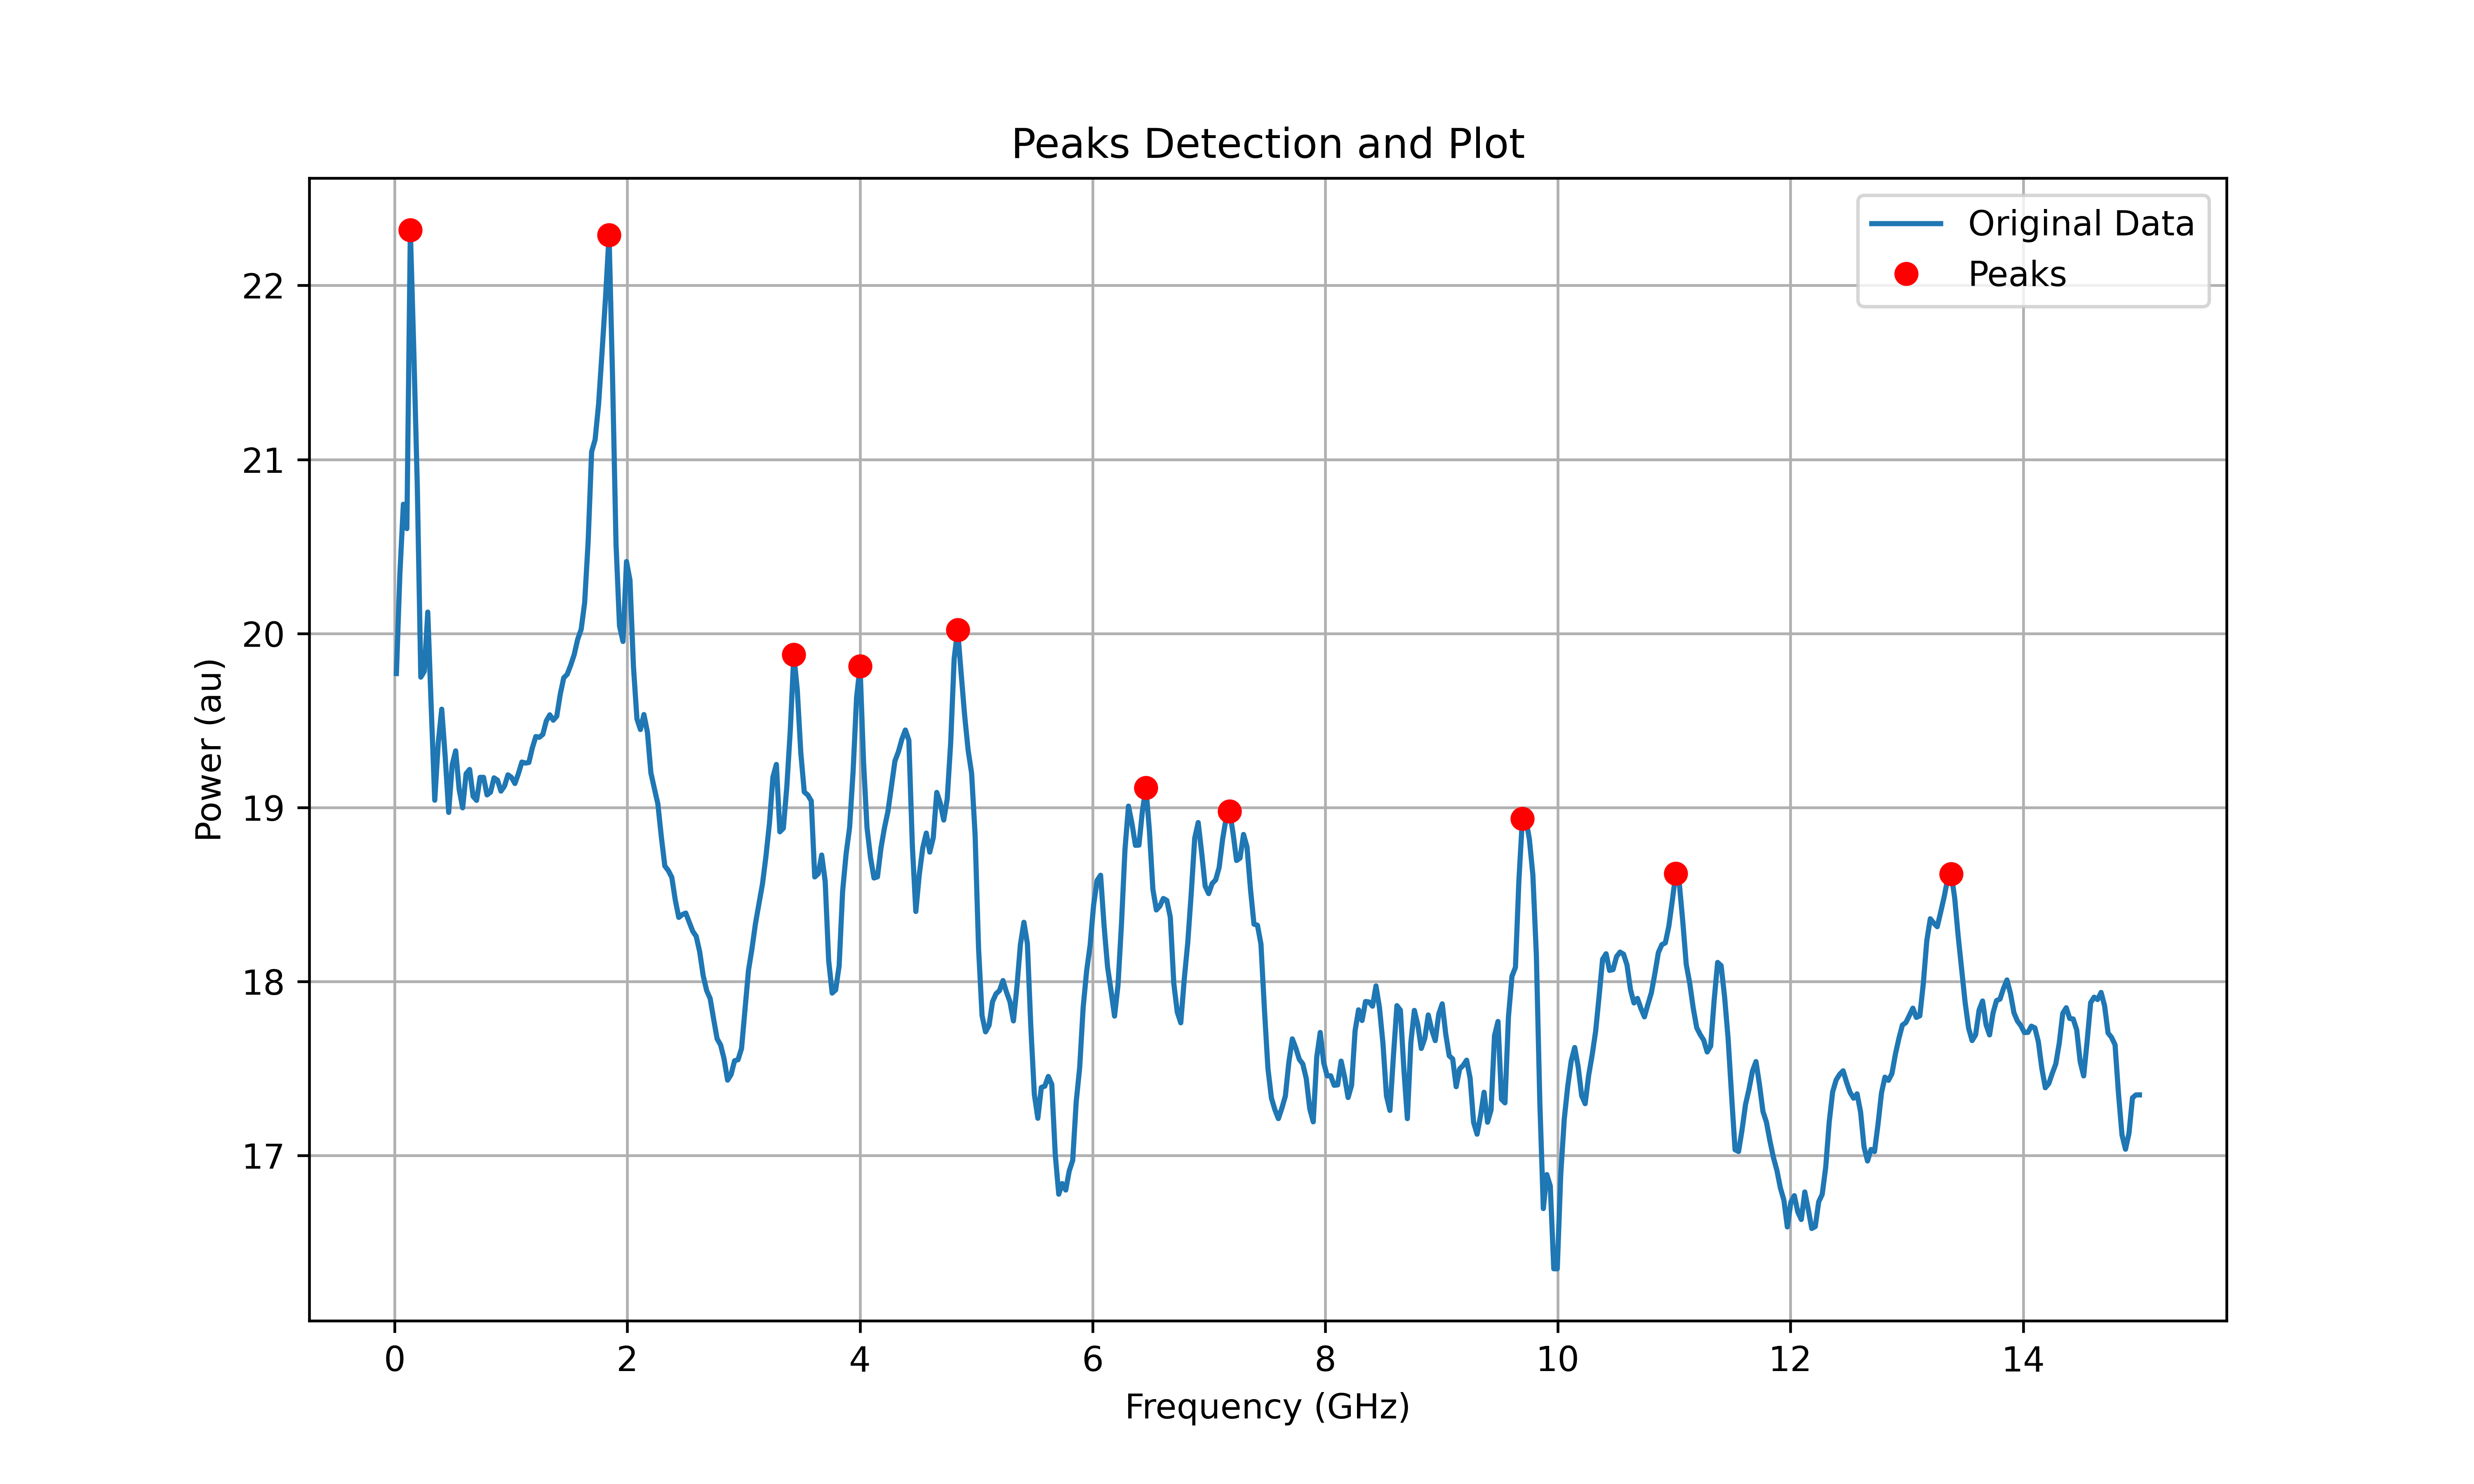 Peaks Detection and Plot
Original Data
Peaks
22
21
20
19
18
17
Power (au)
0 2 4 6 8 10 12 14
Frequency (GHz)